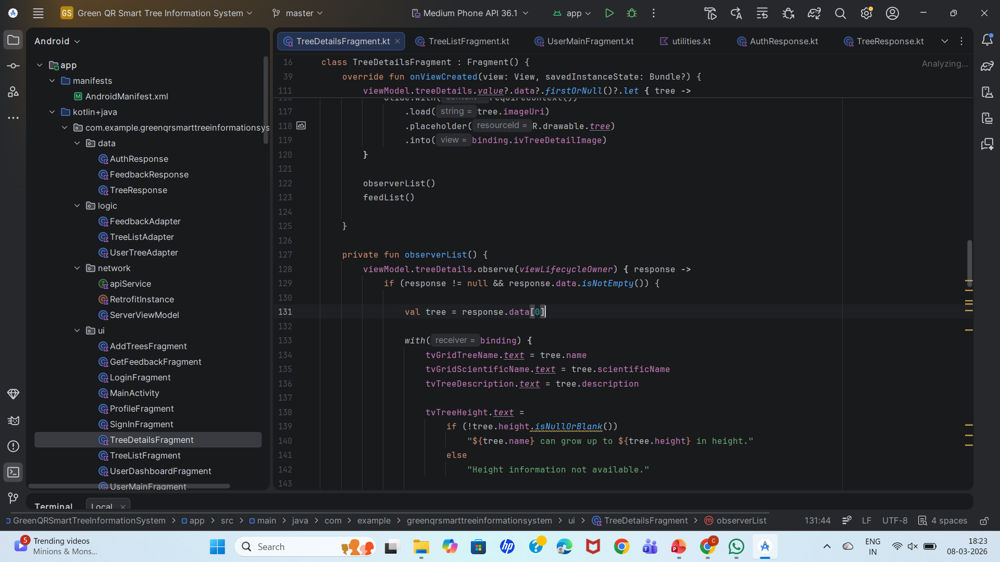 GS Green QR Smart Tree Information System
master
Medium Phone API 36.1
app
Android
app
manifests
AndroidManifest.xml
kotlin+java
com.example.greenqrsmarttreeinformationsys
data
AuthResponse
FeedbackResponse
TreeResponse
logic
FeedbackAdapter
TreeListAdapter
UserTreeAdapter
network
apiService
RetrofitInstance
ServerViewModel
ui
AddTreesFragment
GetFeedbackFragment
LoginFragment
MainActivity
ProfileFragment
SignInFragment
TreeDetailsFragment
TreeListFragment
UserDashboardFragment
UserMainFragment
TreeDetailsFragment.kt
TreeListFragment.kt
UserMainFragment.kt
utilities.kt
AuthResponse.kt
TreeResponse.kt
Analyzing...
16 class TreeDetailsFragment : Fragment() {
39 override fun onViewCreated(view: View, savedInstanceState: Bundle?) {
111 viewModel.treeDetails.value?.data?.firstOrNull()?.let { tree ->
116 Glide.with( context = requireContext())
117 .load( string = tree.imageUri)
118 .placeholder( resourceId = R.drawable.tree)
119 .into( view = binding.ivTreeDetailImage)
120 }
121
122 observerList()
123 feedList()
124
125 }
126
127 private fun observerList() {
128 viewModel.treeDetails.observe(viewLifecycleOwner) { response ->
129 if (response != null && response.data.isNotEmpty()) {
130
131 val tree = response.data[0]
132
133 with( receiver = binding) {
134 tvGridTreeName.text = tree.name
135 tvGridScientificName.text = tree.scientificName
136 tvTreeDescription.text = tree.description
137
138 tvTreeHeight.text =
139 if (!tree.height.isNullOrBlank())
140 "${tree.name} can grow up to ${tree.height} in height."
141 else
142 "Height information not available."
143
Terminal
Local
GreenQRSmartTreeInformationSystem > app > src > main > java > com > example > greenqrsmarttreeinformationsystem > ui > TreeDetailsFragment > observerList
131:44
LF
UTF-8
4 spaces
5
Trending videos
Minions & Mons...
Search
ENG
IN
18:23
08-03-2026